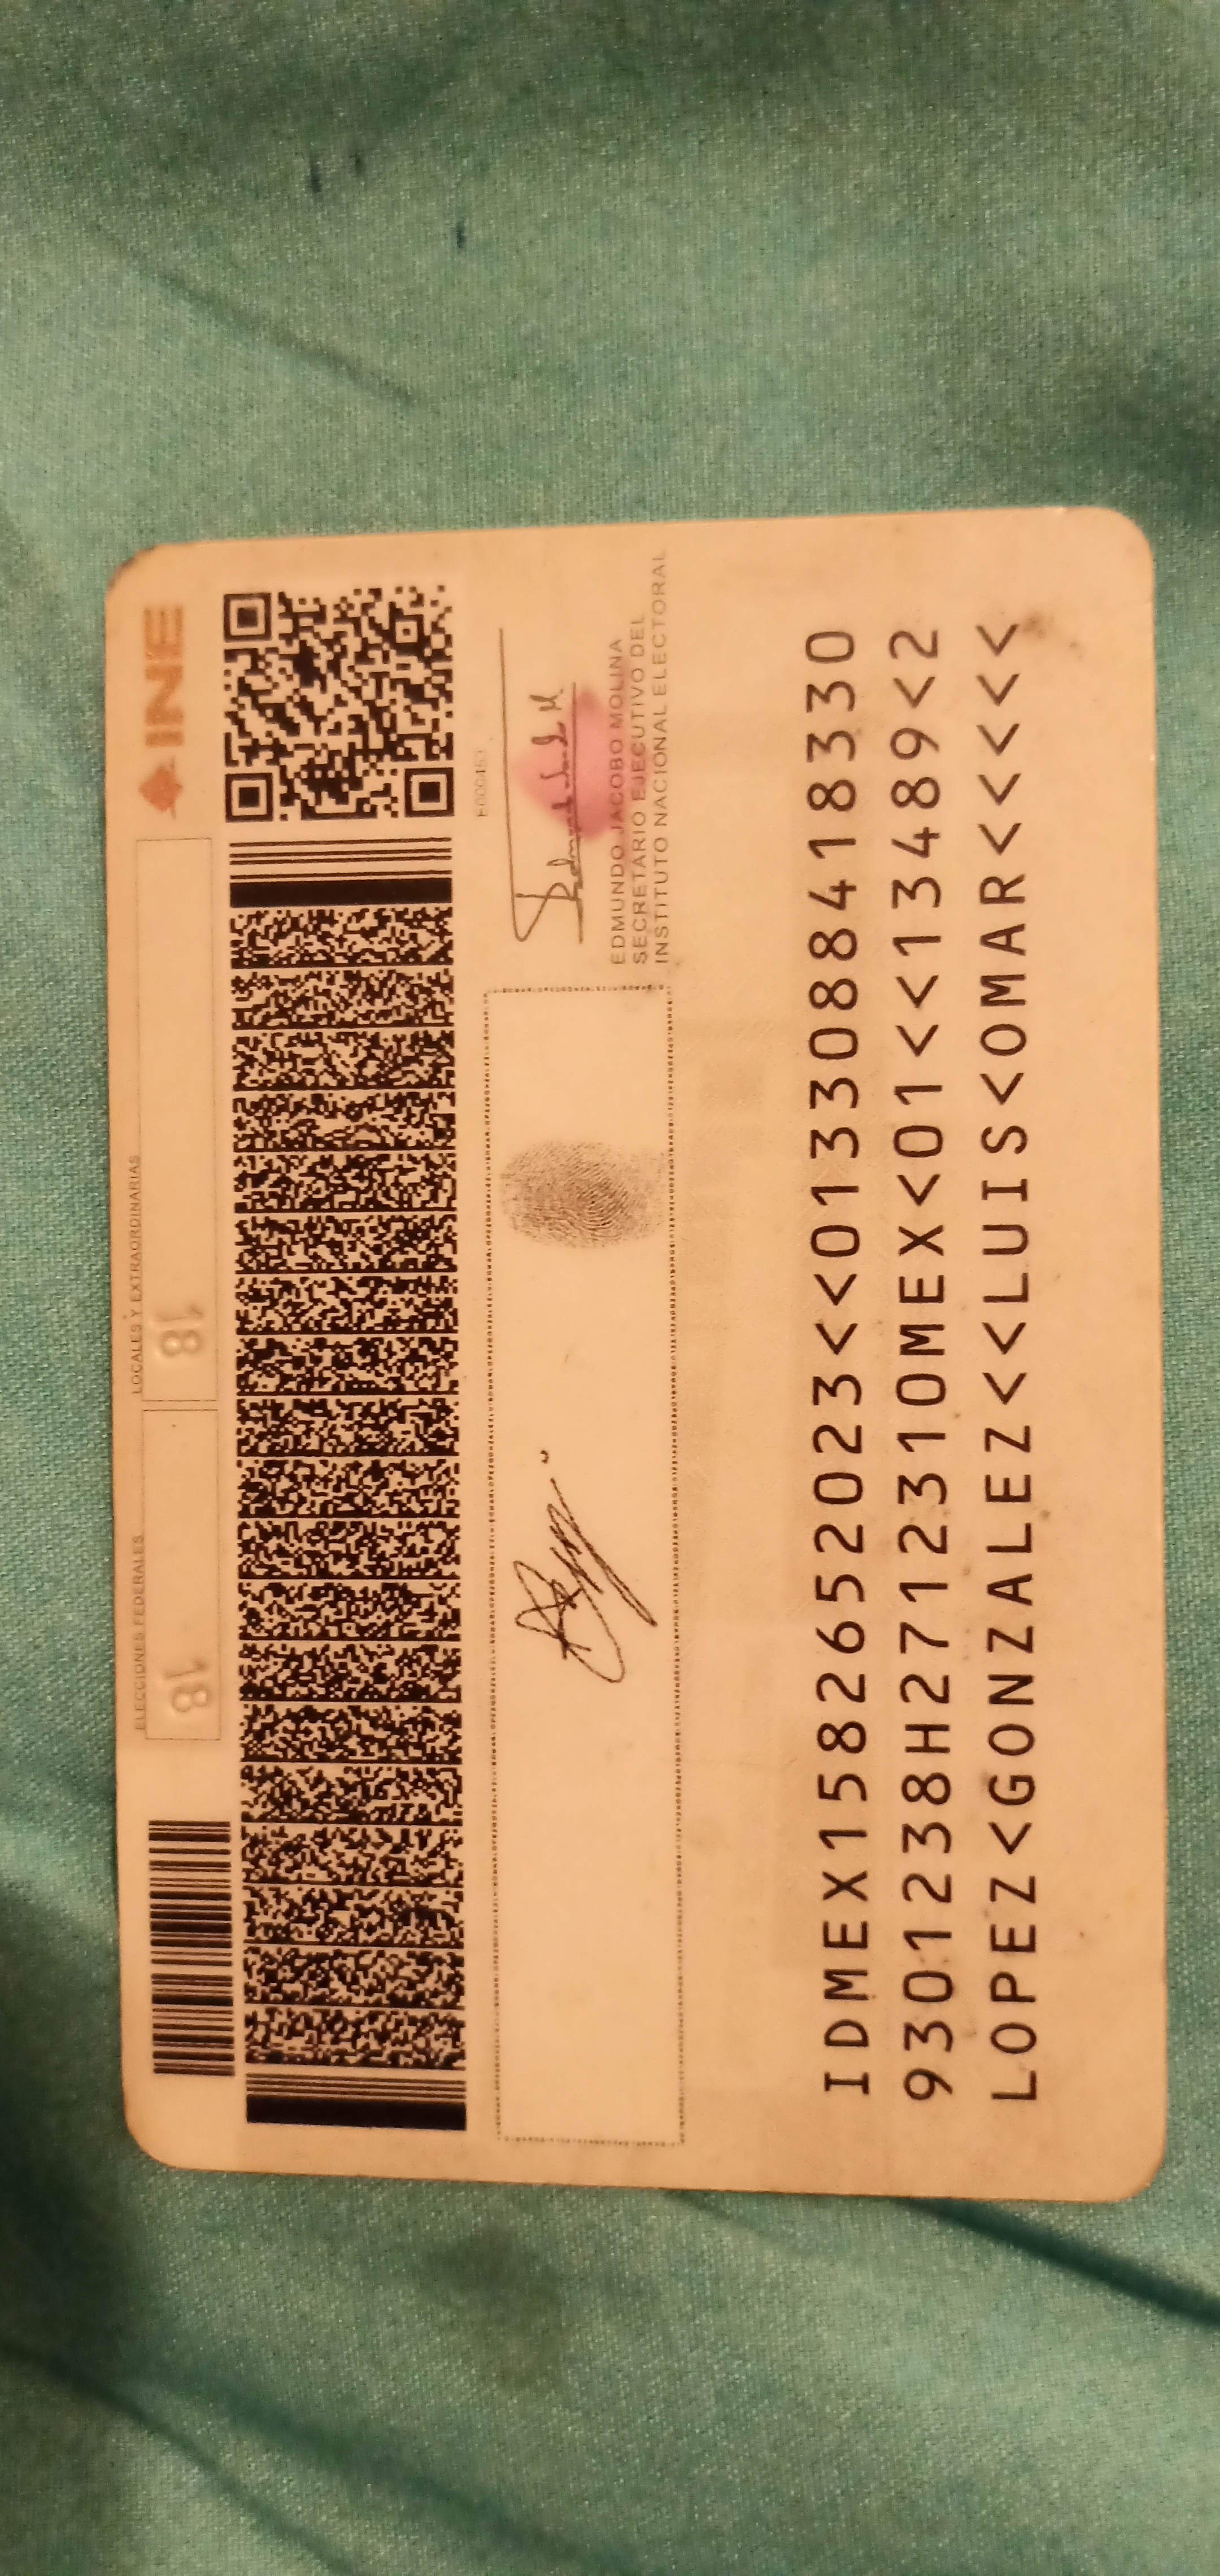 ELECCIONES FEDERALES
LOCALES Y EXTRAORDINARIAS
INE
18
18
EDMUNDO JACOBO MOLINA
SECRETARIO EJECUTIVO DEL
INSTITUTO NACIONAL ELECTORAL
IDMEX1582652023<<0133088418330
9301238H2712310MEX<01<<13489<2
LOPEZ<GONZALEZ<<LUIS<OMAR<<<<<